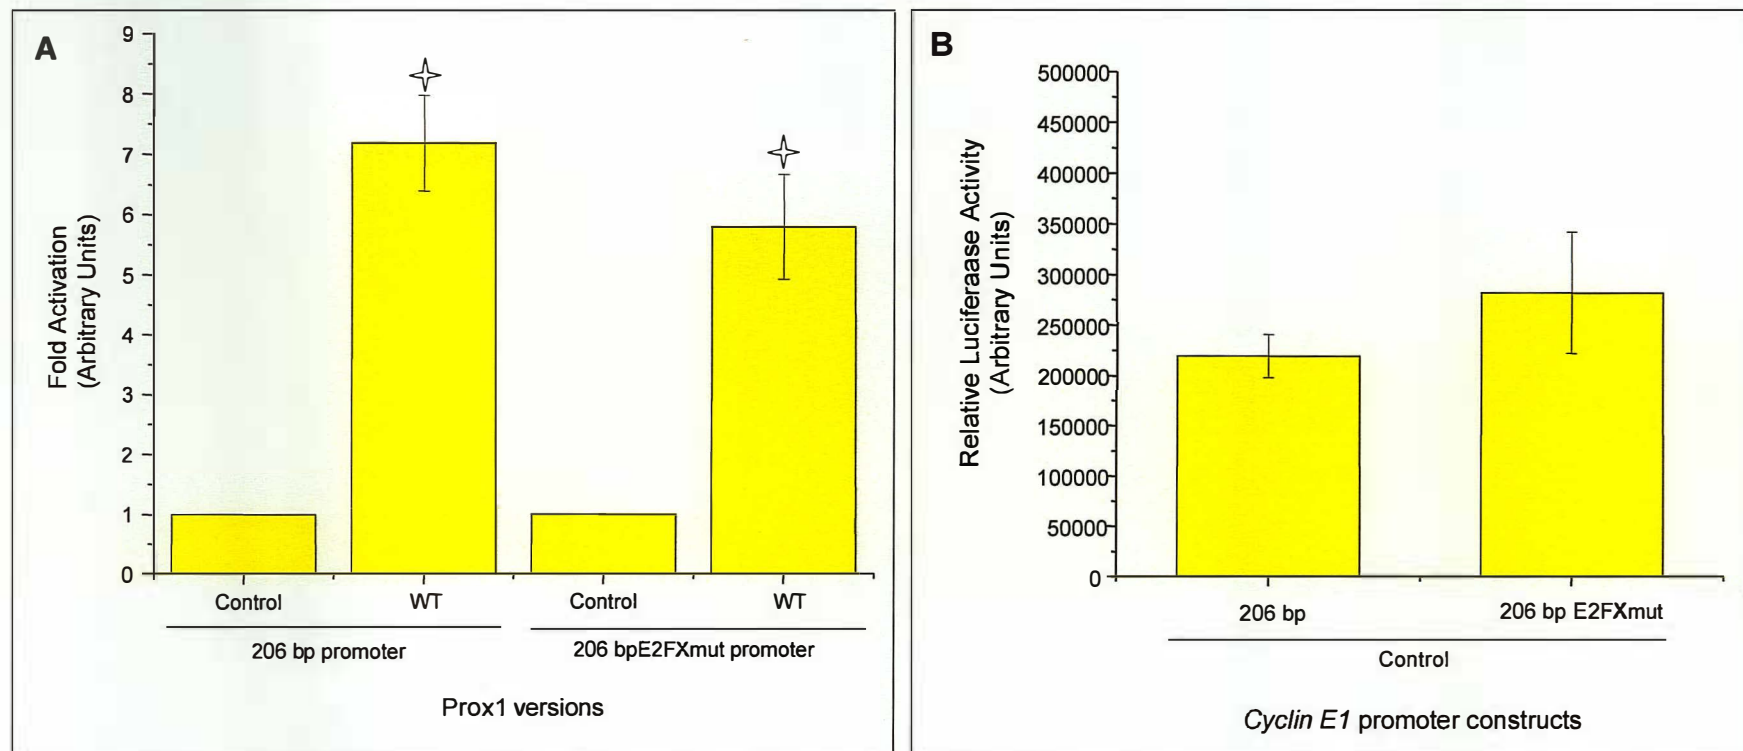 A
9
8
7
6
5
4
3
2
1
0
Fold Activation
(Arbitrary Units)
Control WT Control WT
206 bp promoter 206 bpE2FXmut promoter
Prox1 versions
B
500000
450000
400000
350000
300000
250000
200000
150000
100000
50000
0
Relative Luciferaase Activity
(Arbitrary Units)
206 bp 206 bp E2FXmut
Control
Cyclin E1 promoter constructs